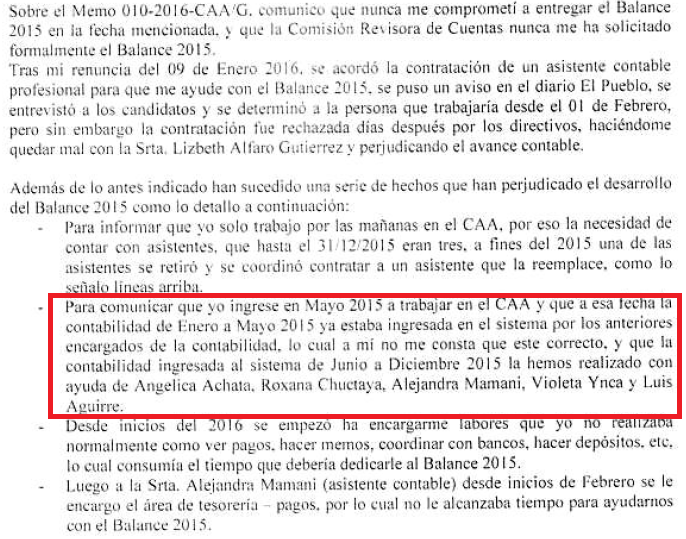 Sobre el Memo 010-2016-CAA/G, comunico que nunca me comprometí a entregar el Balance
2015 en la fecha mencionada, y que la Comisión Revisora de Cuentas nunca me ha solicitado
formalmente el Balance 2015.
Tras mi renuncia del 09 de Enero 2016, se acordó la contratación de un asistente contable
profesional para que me ayude con el Balance 2015, se puso un aviso en el diario El Pueblo, se
entrevistó a los candidatos y se determinó a la persona que trabajaría desde el 01 de Febrero,
pero sin embargo la contratación fue rechazada días después por los directivos, haciéndome
quedar mal con la Srta. Lizbeth Alfaro Gutierrez y perjudicando el avance contable.
Además de lo antes indicado han sucedido una serie de hechos que han perjudicado el desarrollo
del Balance 2015 como lo detallo a continuación:
- Para informar que yo solo trabajo por las mañanas en el CAA, por eso la necesidad de
contar con asistentes, que hasta el 31/12/2015 eran tres, a fines del 2015 una de las
asistentes se retiró y se coordinó contratar a un asistente que la reemplace, como lo
señalo líneas arriba.
- Para comunicar que yo ingrese en Mayo 2015 a trabajar en el CAA y que a esa fecha la
contabilidad de Enero a Mayo 2015 ya estaba ingresada en el sistema por los anteriores
encargados de la contabilidad, lo cual a mí no me consta que este correcto, y que la
contabilidad ingresada al sistema de Junio a Diciembre 2015 la hemos realizado con
ayuda de Angelica Achata, Roxana Chuctaya, Alejandra Mamani, Violeta Ynca y Luis
Aguirre.
- Desde inicios del 2016 se empezó ha encargarme labores que yo no realizaba
normalmente como ver pagos, hacer memos, coordinar con bancos, hacer depósitos, etc,
lo cual consumía el tiempo que debería dedicarle al Balance 2015.
- Luego a la Srta. Alejandra Mamani (asistente contable) desde inicios de Febrero se le
encargo el área de tesorería – pagos, por lo cual no le alcanzaba tiempo para ayudarnos
con el Balance 2015.